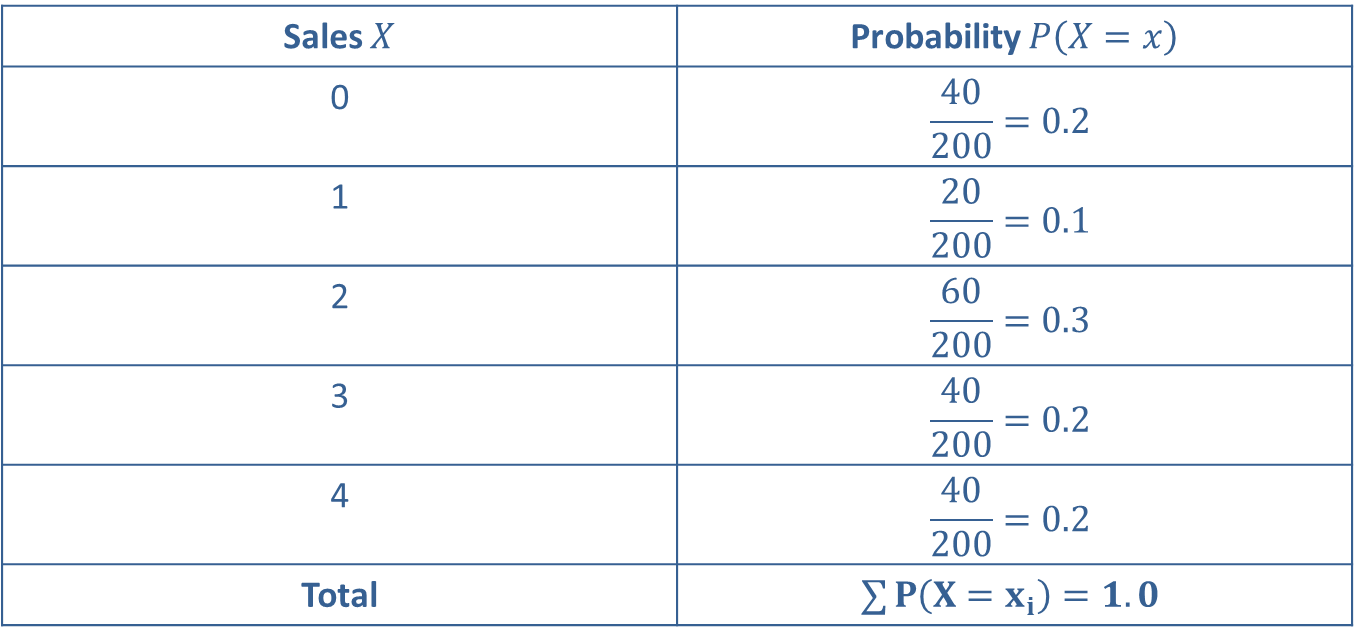 Sales X Probability P(X = x)
0 40/200 = 0.2
1 20/200 = 0.1
2 60/200 = 0.3
3 40/200 = 0.2
4 40/200 = 0.2
Total ∑ P(X = xᵢ) = 1.0